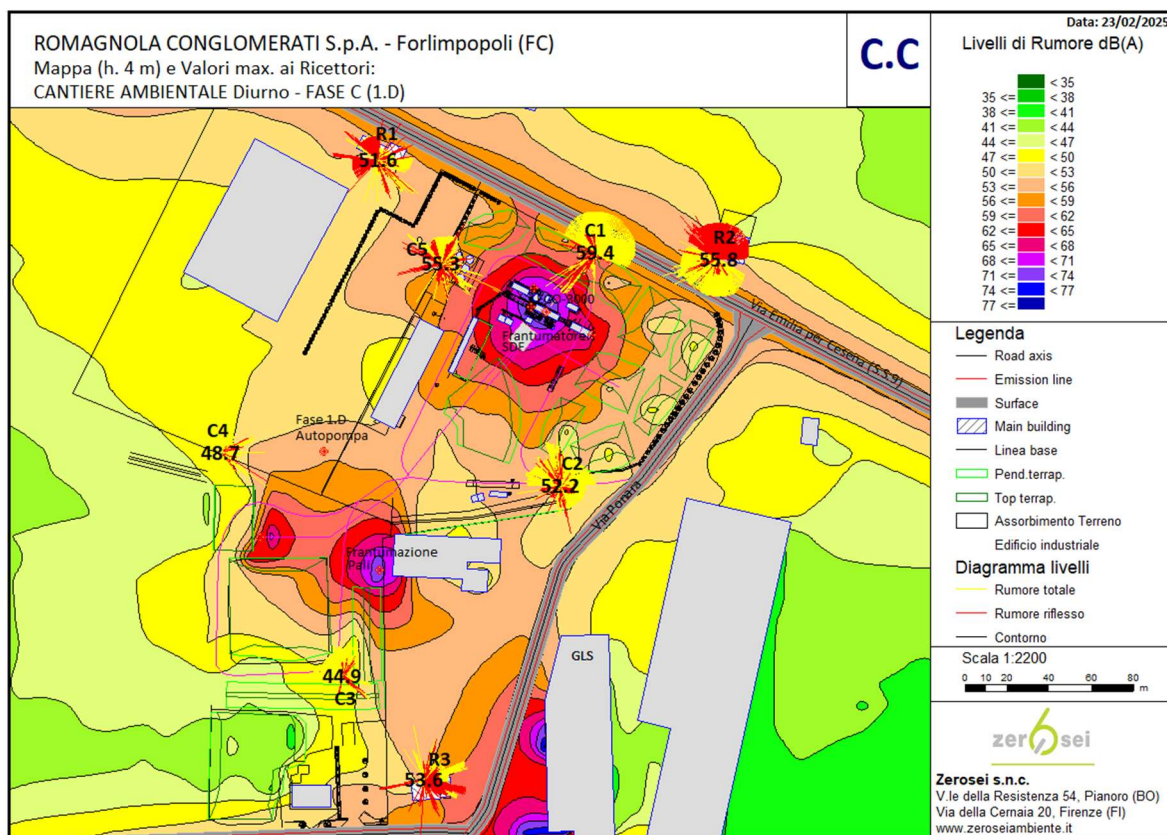 ROMAGNOLA CONGLOMERATI S.p.A. - Forlimpopoli (FC)
Mappa (h. 4 m) e Valori max. ai Ricettori:
CANTIERE AMBIENTALE Diurno - FASE C (1.D)
C.C
Data: 23/02/2025
Livelli di Rumore dB(A)
< 35
35 <= < 38
38 <= < 41
41 <= < 44
44 <= < 47
47 <= < 50
50 <= < 53
53 <= < 56
56 <= < 59
59 <= < 62
62 <= < 65
65 <= < 68
68 <= < 71
71 <= < 74
74 <= < 77
77 <=
Legenda
Road axis
Emission line
Surface
Main building
Linea base
Pend.terrap.
Top terrap.
Assorbimento Terreno
Edificio industriale
Diagramma livelli
Rumore totale
Rumore riflesso
Contorno
Scala 1:2200
0 10 20 40 60 80
m
zer6sei
Zerosei s.n.c.
V.le della Resistenza 54, Pianoro (BO)
Via della Cernaia 20, Firenze (FI)
www.zeroseiambiente.it
R1
51.6
C5
55.3
C1
59.4
R2
55.8
Frantumatore
SDF
Via Emilia per Cesena (S.S.9)
Fase 1.D
Autopompa
C4
48.7
C2
52.2
Via Ponara
Frantumazione
Pali
GLS
44.9
C3
R3
53.6